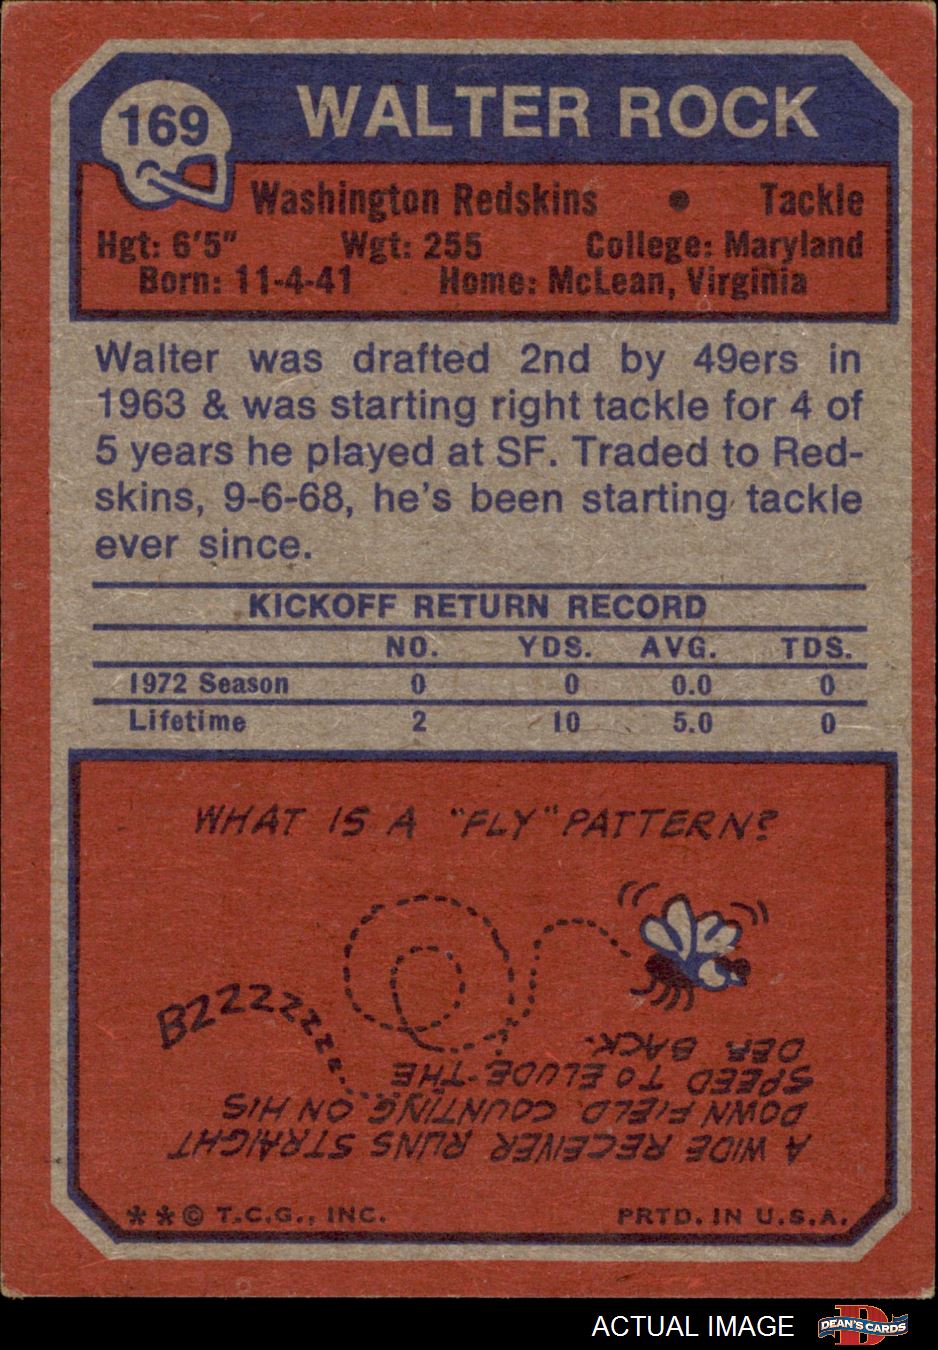 169
WALTER ROCK
Washington Redskins • Tackle
Hgt: 6'5" Wgt: 255 College: Maryland
Born: 11-4-41 Home: McLean, Virginia
Walter was drafted 2nd by 49ers in
1963 & was starting right tackle for 4 of
5 years he played at SF. Traded to Red-
skins, 9-6-68, he's been starting tackle
ever since.
KICKOFF RETURN RECORD
NO. YDS. AVG. TDS.
1972 Season 0 0 0.0 0
Lifetime 2 10 5.0 0
WHAT IS A "FLY" PATTERN?
BZZZZZZZ
A WIDE RECEIVER RUNS STRAIGHT
DOWN FIELD COUNTING ON HIS
SPEED TO ELUDE THE
DEF. BACK.
**© T.C.G., INC. PRTD. IN U.S.A.
ACTUAL IMAGE
DEAN'S CARDS